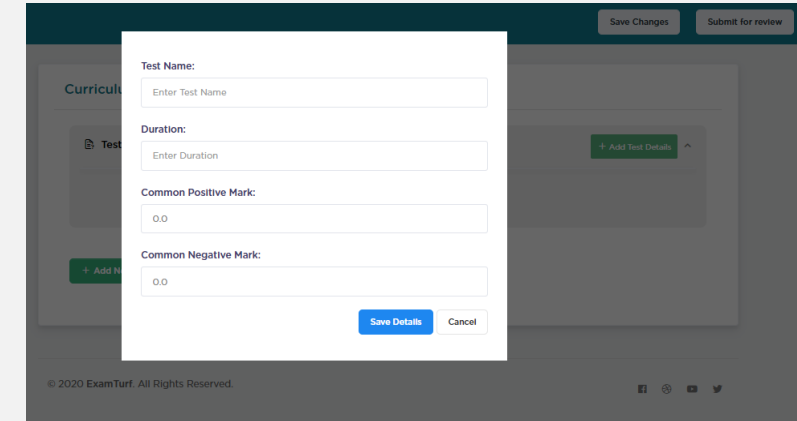 Save Changes
Submit for review
Test Name:
Enter Test Name
Curricul
Duration:
Test
+ Add Test Details
Enter Duration
Common Positive Mark:
0.0
Common Negative Mark:
+ Add N
0.0
Save Details
Cancel
© 2020 ExamTurf. All Rights Reserved.